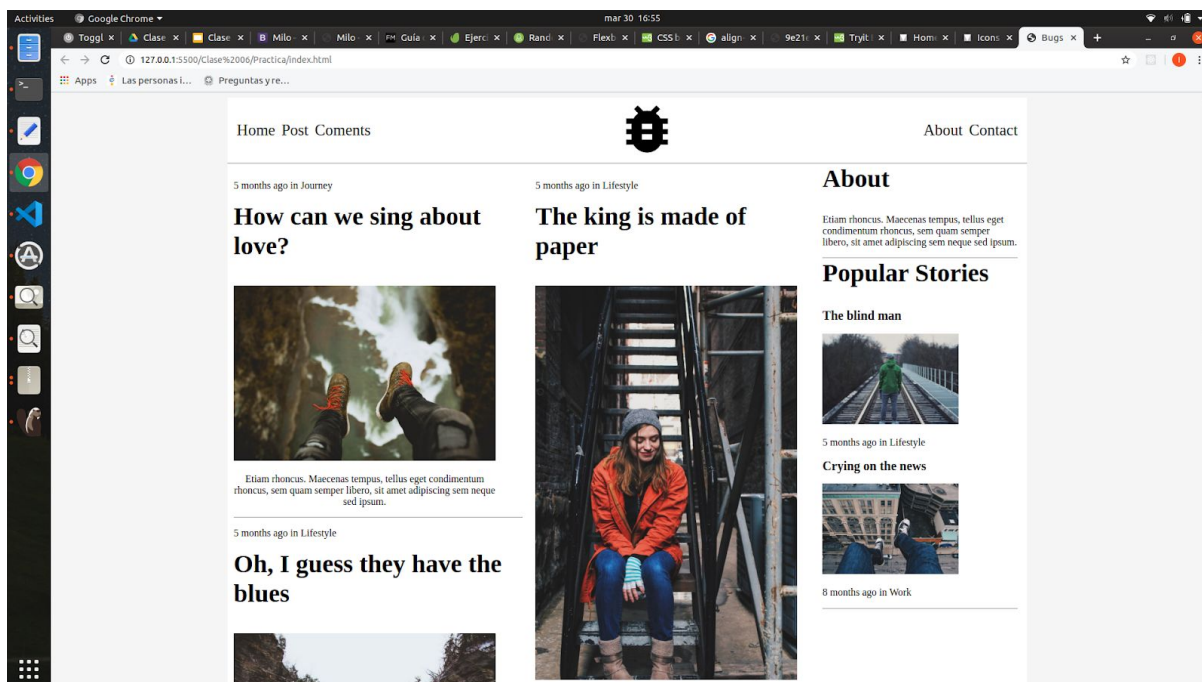 Activities
Google Chrome ▾
mar 30 16:55
Toggl
Clase
Clase
Milo -
Milo -
Guía
Ejerci
Rand
Flexb
CSS b
align-
9e21e
Tryit
Home
Icons
Bugs
127.0.0.1:5500/Clase%2006/Practica/index.html
Apps
Las personas i...
Preguntas y re...
Home Post Coments
About Contact
5 months ago in Journey
How can we sing about
love?
Etiam rhoncus. Maecenas tempus, tellus eget condimentum
rhoncus, sem quam semper libero, sit amet adipiscing sem neque
sed ipsum.
5 months ago in Lifestyle
Oh, I guess they have the
blues
5 months ago in Lifestyle
The king is made of
paper
About
Etiam rhoncus. Maecenas tempus, tellus eget
condimentum rhoncus, sem quam semper
libero, sit amet adipiscing sem neque sed ipsum.
Popular Stories
The blind man
5 months ago in Lifestyle
Crying on the news
8 months ago in Work